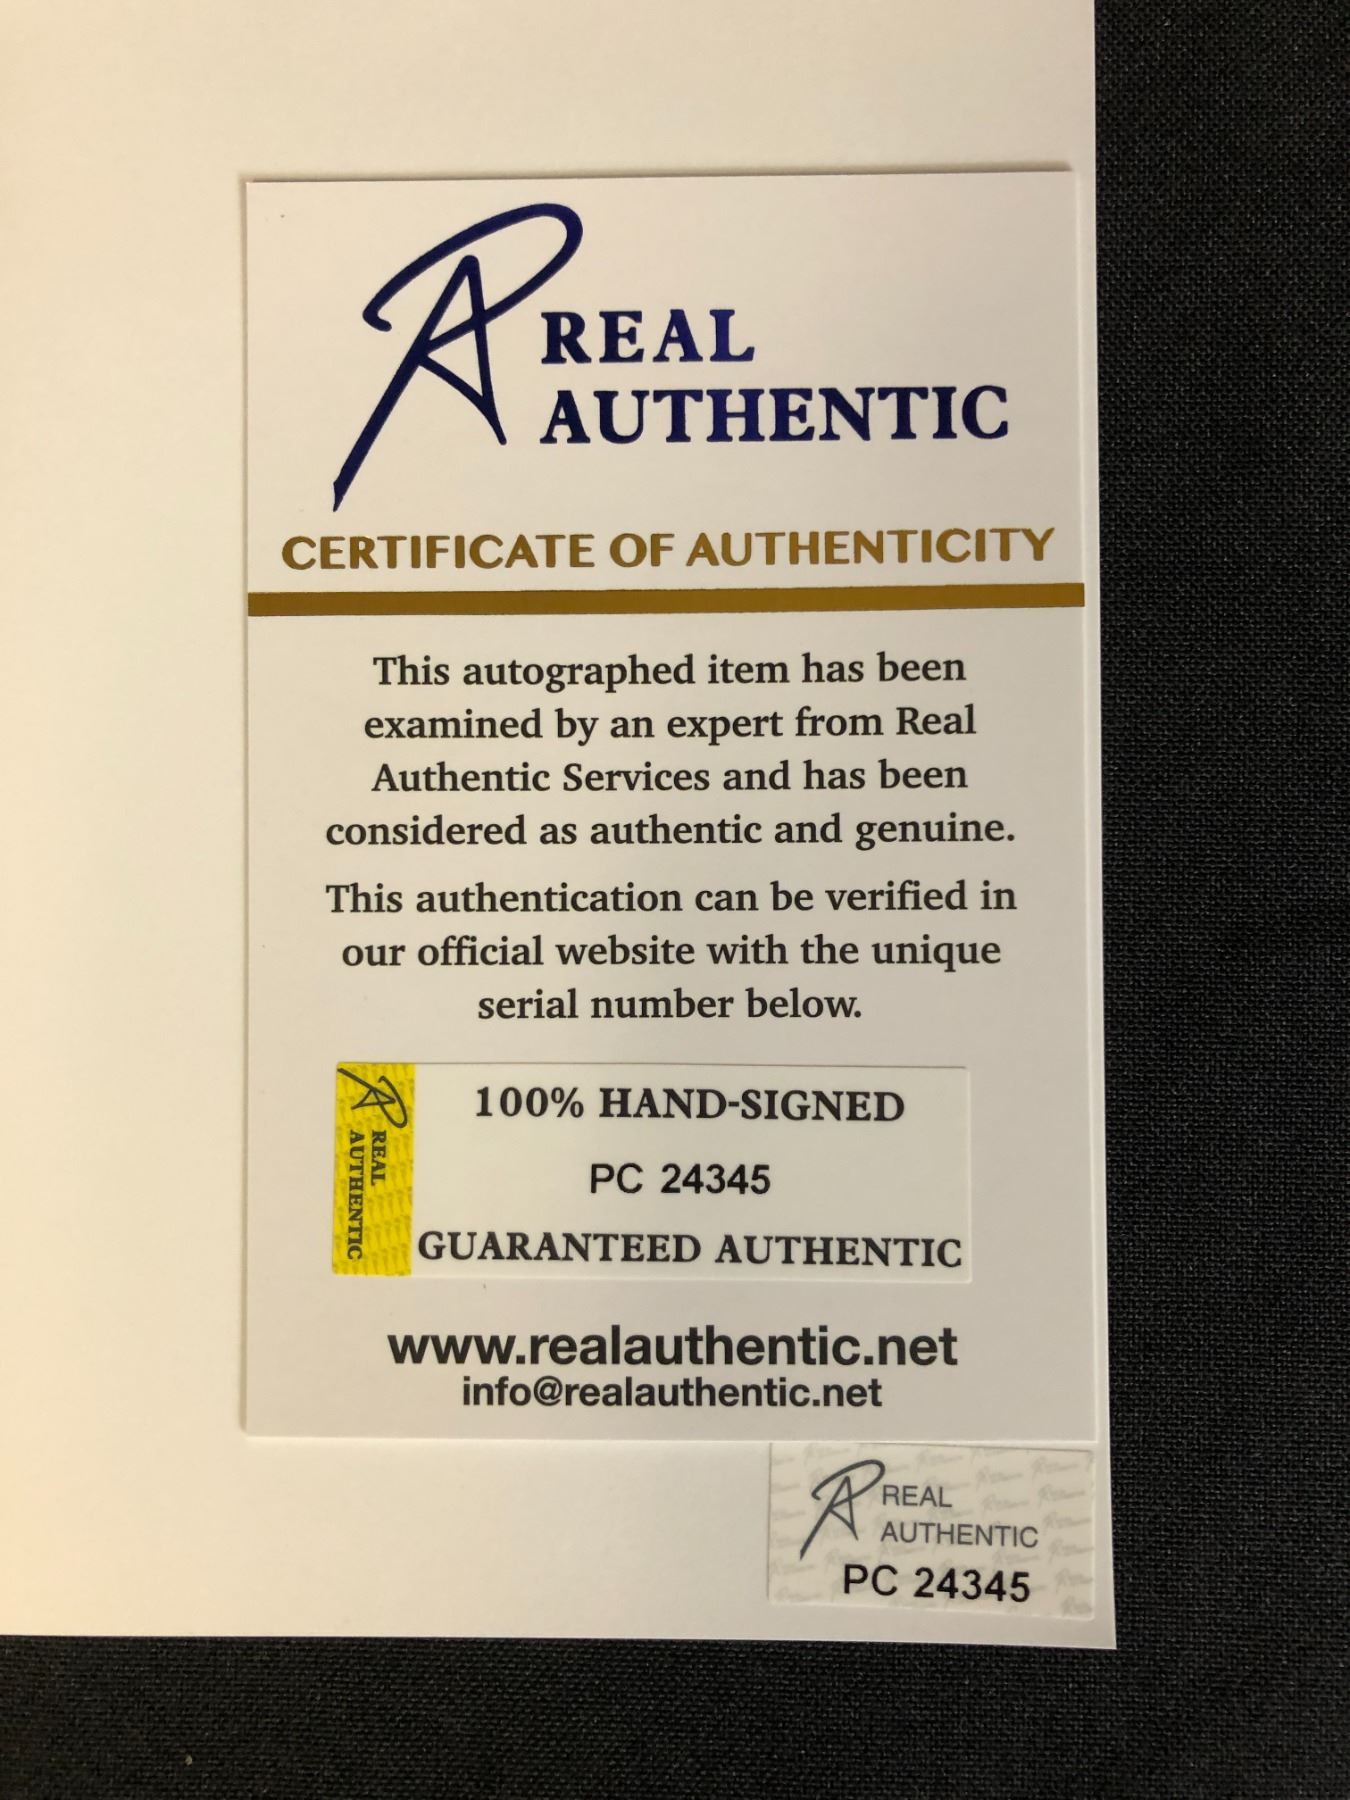 REAL
AUTHENTIC
CERTIFICATE OF AUTHENTICITY
This autographed item has been
examined by an expert from Real
Authentic Services and has been
considered as authentic and genuine.
This authentication can be verified in
our official website with the unique
serial number below.
REAL
AUTHENTIC
100% HAND-SIGNED
PC 24345
GUARANTEED AUTHENTIC
www.realauthentic.net
info@realauthentic.net
REAL
AUTHENTIC
PC 24345